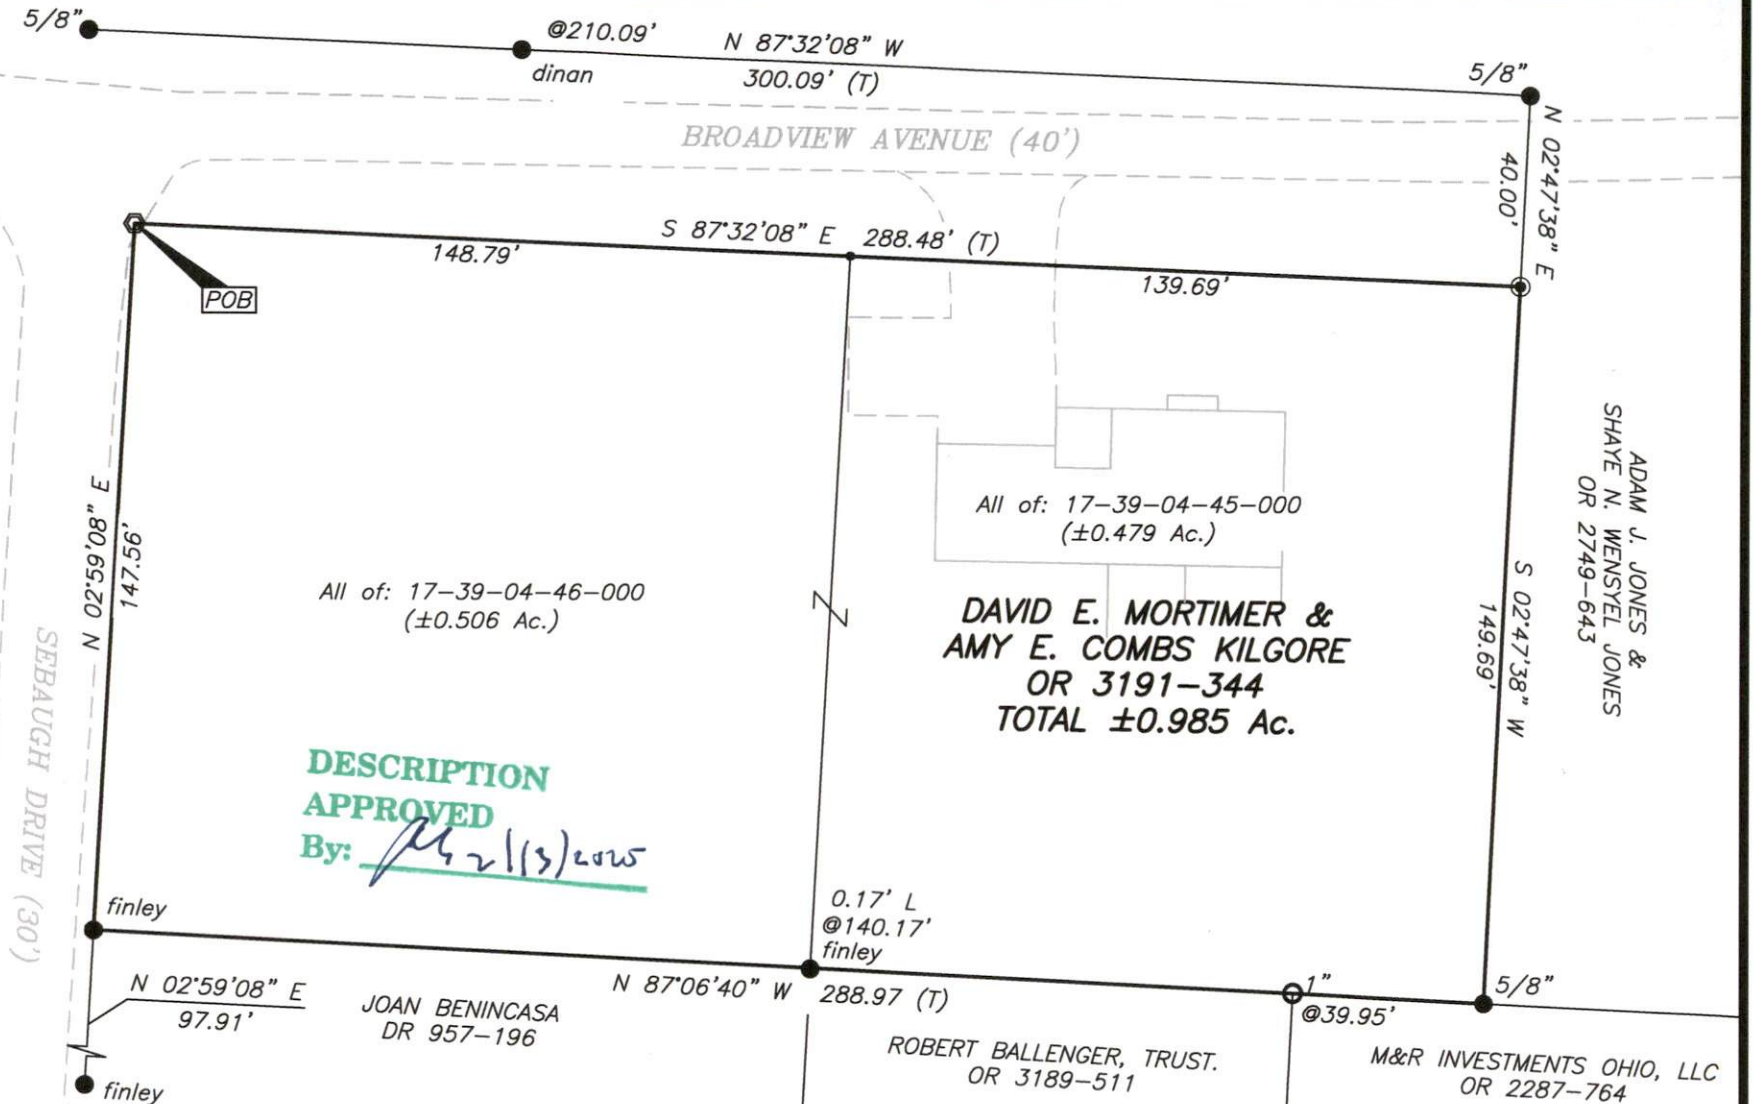 5/8"
@210.09'
dinan
N 87°32'08" W
300.09' (T)
5/8"
BROADVIEW AVENUE (40')
N 02°47'38" E
40.00'
S 87°32'08" E 288.48' (T)
148.79'
139.69'
POB
N 02°59'08" E
147.56'
All of: 17-39-04-46-000
(±0.506 Ac.)
All of: 17-39-04-45-000
(±0.479 Ac.)
DAVID E. MORTIMER &
AMY E. COMBS KILGORE
OR 3191-344
TOTAL ±0.985 Ac.
S 02°47'38" W
149.69'
ADAM J. JONES &
SHAYE N. WENSYEL JONES
OR 2749-643
SEBAUGH DRIVE (30')
DESCRIPTION
APPROVED
By:
2/13/2025
finley
0.17' L
@140.17'
finley
N 87°06'40" W 288.97 (T)
1"
@39.95'
5/8"
N 02°59'08" E
97.91'
JOAN BENINCASA
DR 957-196
ROBERT BALLENGER, TRUST.
OR 3189-511
M&R INVESTMENTS OHIO, LLC
OR 2287-764
finley